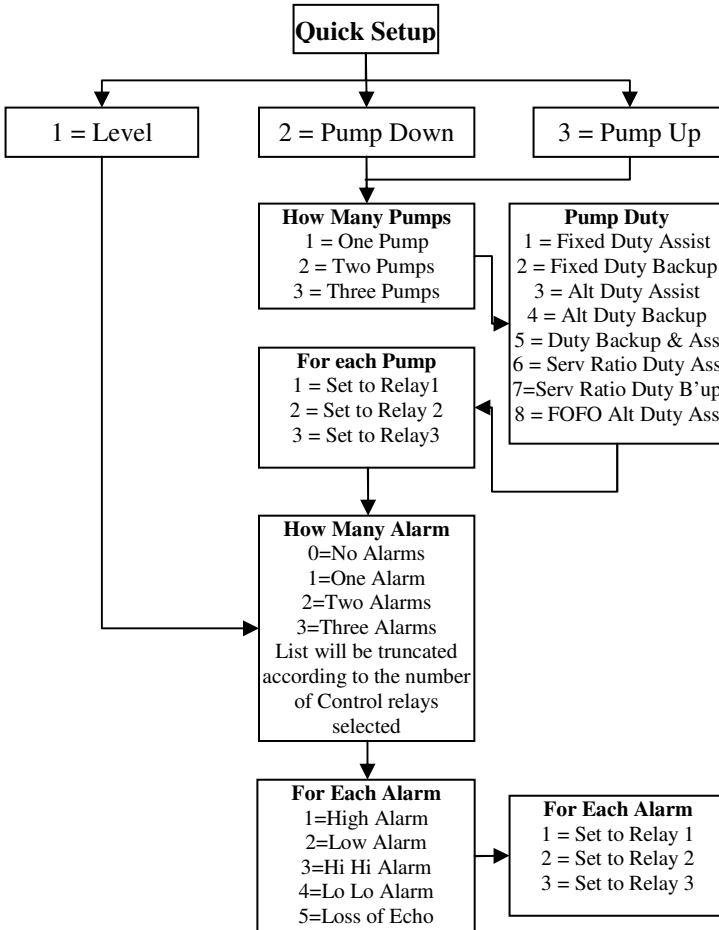 Quick Setup
1 = Level
2 = Pump Down
3 = Pump Up
How Many Pumps
1 = One Pump
2 = Two Pumps
3 = Three Pumps
Pump Duty
1 = Fixed Duty Assist
2 = Fixed Duty Backup
3 = Alt Duty Assist
4 = Alt Duty Backup
5 = Duty Backup & Ass
6 = Serv Ratio Duty Ass
7=Serv Ratio Duty B’up
8 = FOFO Alt Duty Ass
For each Pump
1 = Set to Relay1
2 = Set to Relay 2
3 = Set to Relay3
How Many Alarm
0=No Alarms
1=One Alarm
2=Two Alarms
3=Three Alarms
List will be truncated
according to the number
of Control relays
selected
For Each Alarm
1=High Alarm
2=Low Alarm
3=Hi Hi Alarm
4=Lo Lo Alarm
5=Loss of Echo
For Each Alarm
1 = Set to Relay 1
2 = Set to Relay 2
3 = Set to Relay 3